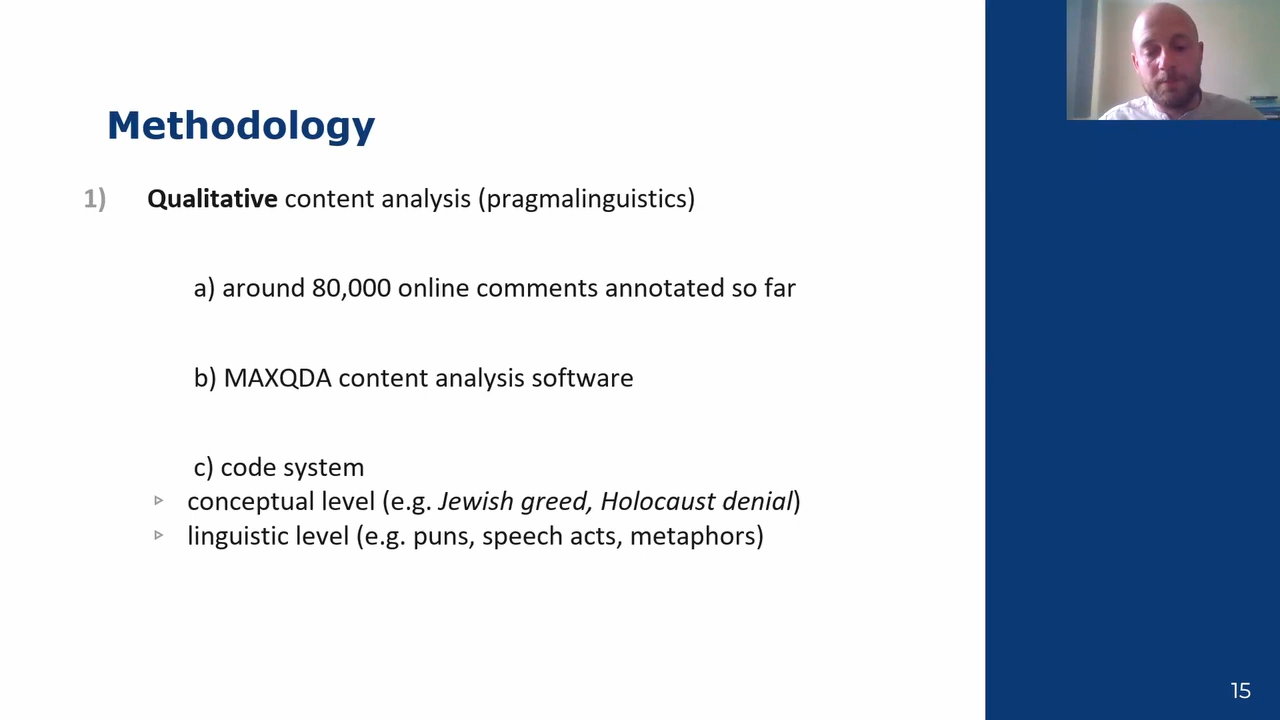 Methodology
1) Qualitative content analysis (pragmalinguistics)
a) around 80,000 online comments annotated so far
b) MAXQDA content analysis software
c) code system
conceptual level (e.g. Jewish greed, Holocaust denial)
linguistic level (e.g. puns, speech acts, metaphors)
15